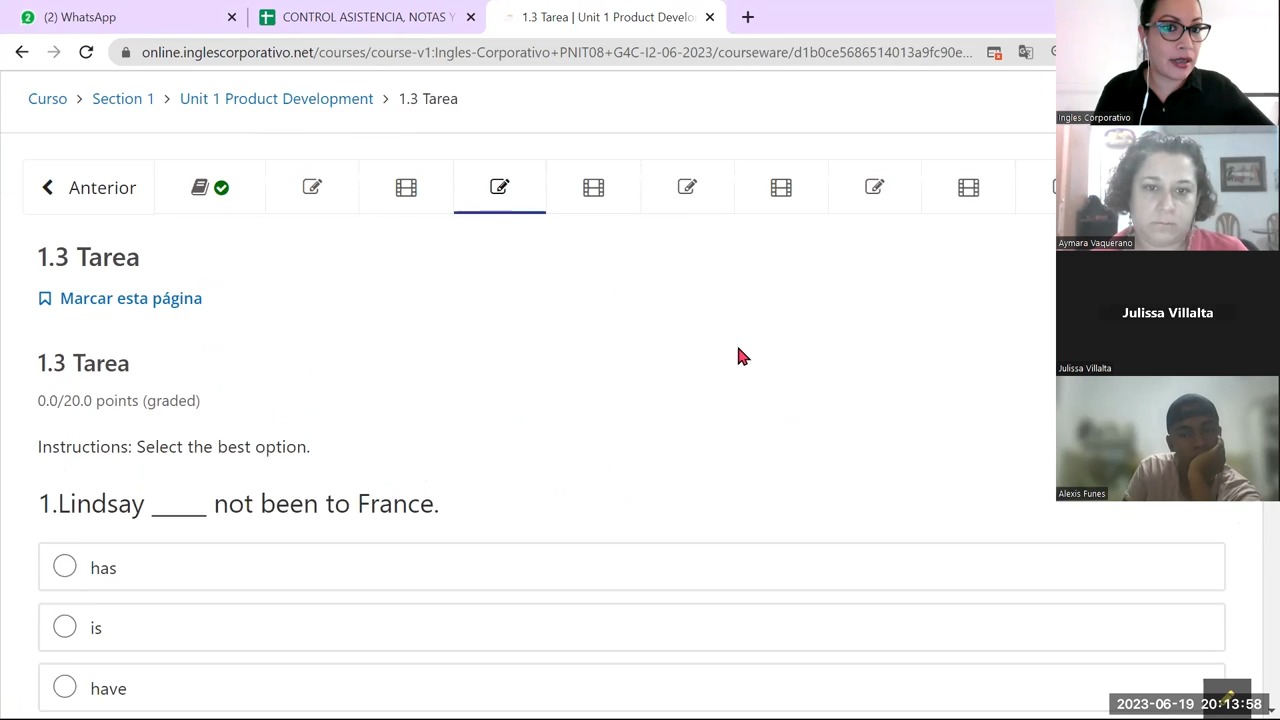 (2) WhatsApp
CONTROL ASISTENCIA, NOTAS Y
1.3 Tarea | Unit 1 Product Develo
online.inglescorporativo.net/courses/course-v1:Ingles-Corporativo+PNIT08+G4C-I2-06-2023/courseware/d1b0ce5686514013a9fc90e...
Curso > Section 1 > Unit 1 Product Development > 1.3 Tarea
Anterior
1.3 Tarea
Marcar esta página
1.3 Tarea
0.0/20.0 points (graded)
Instructions: Select the best option.
1.Lindsay _____ not been to France.
has
is
have
Ingles Corporativo
Aymara Vaquerano
Julissa Villalta
Julissa Villalta
Alexis Funes
2023-06-19 20:13:58